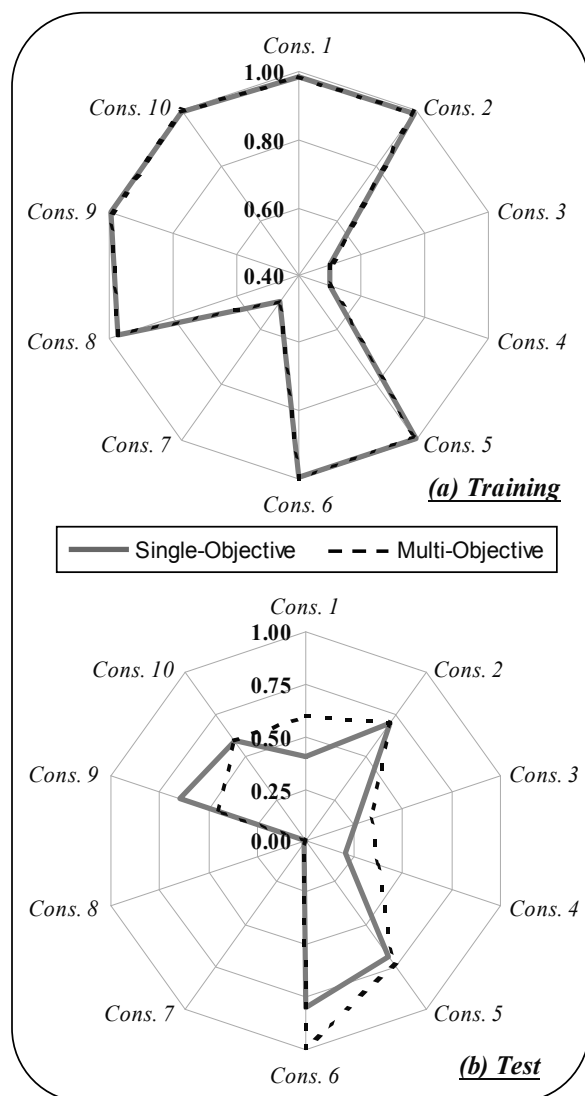 Cons. 1
1.00
Cons. 10
Cons. 2
0.80
Cons. 9
Cons. 3
0.60
0.40
Cons. 8
Cons. 4
Cons. 7
Cons. 5
Cons. 6
(a) Training
Single-Objective
Multi-Objective
Cons. 1
1.00
Cons. 10
Cons. 2
0.75
0.50
Cons. 9
Cons. 3
0.25
0.00
Cons. 8
Cons. 4
Cons. 7
Cons. 5
Cons. 6
(b) Test